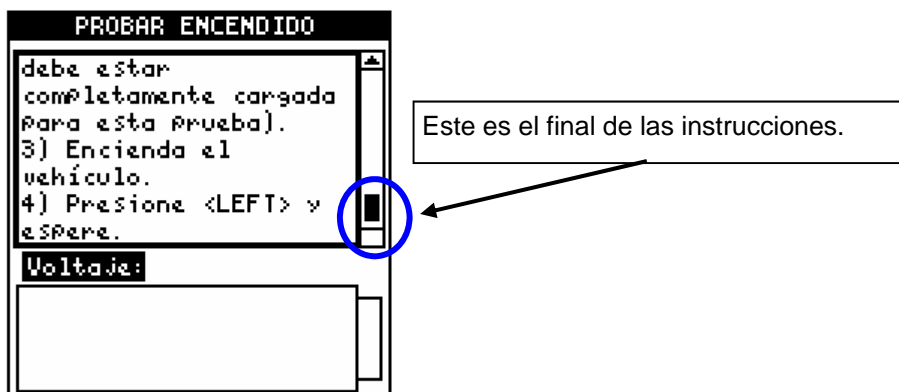 PROBAR ENCENDIDO
debe estar
completamente cargada
para esta prueba).
3) Encienda el
vehículo.
4) Presione <LEFT> y
espere.
Voltaje:
Este es el final de las instrucciones.